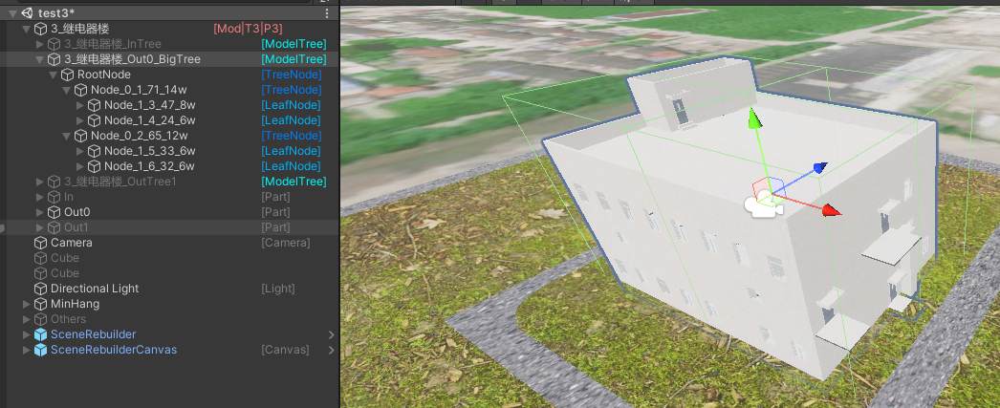 test3*
3_继电器楼 [Mod|T3|P3]
3_继电器楼_InTree [ModelTree]
3_继电器楼_Out0_BigTree [ModelTree]
RootNode [TreeNode]
Node_0_1_71_14w [TreeNode]
Node_1_3_47_8w [LeafNode]
Node_1_4_24_6w [LeafNode]
Node_0_2_65_12w [TreeNode]
Node_1_5_33_6w [LeafNode]
Node_1_6_32_6w [LeafNode]
3_继电器楼_OutTree1 [ModelTree]
In [Part]
Out0 [Part]
Out1 [Part]
Camera [Camera]
Cube
Cube
Directional Light [Light]
MinHang
Others
SceneRebuilder
SceneRebuilderCanvas [Canvas]